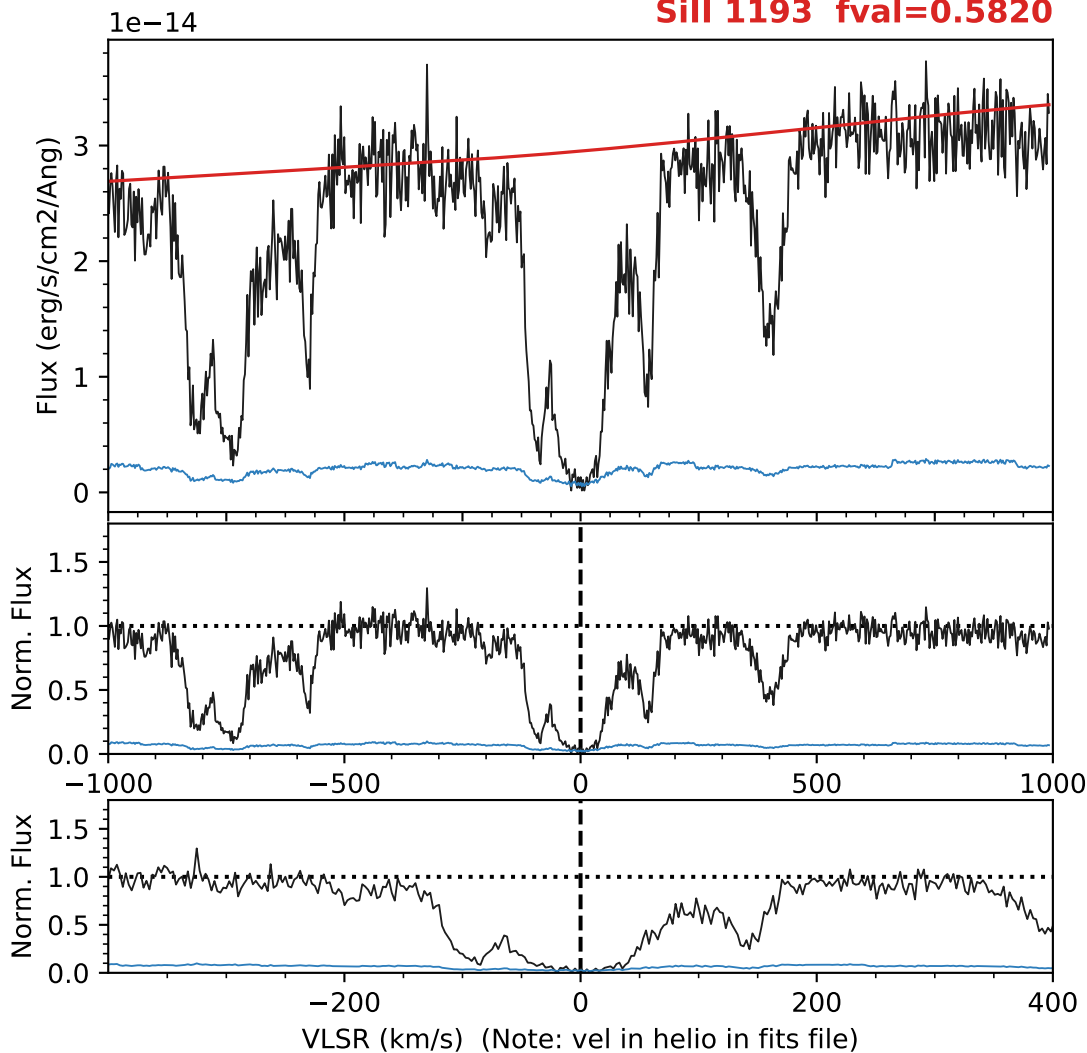 SiII 1193 fval=0.5820
1e−14
Flux (erg/s/cm2/Ang)
3
2
1
0
Norm. Flux
1.5
1.0
0.5
0.0
−1000 −500 0 500 1000
Norm. Flux
1.5
1.0
0.5
0.0
−200 0 200 400
VLSR (km/s) (Note: vel in helio in fits file)